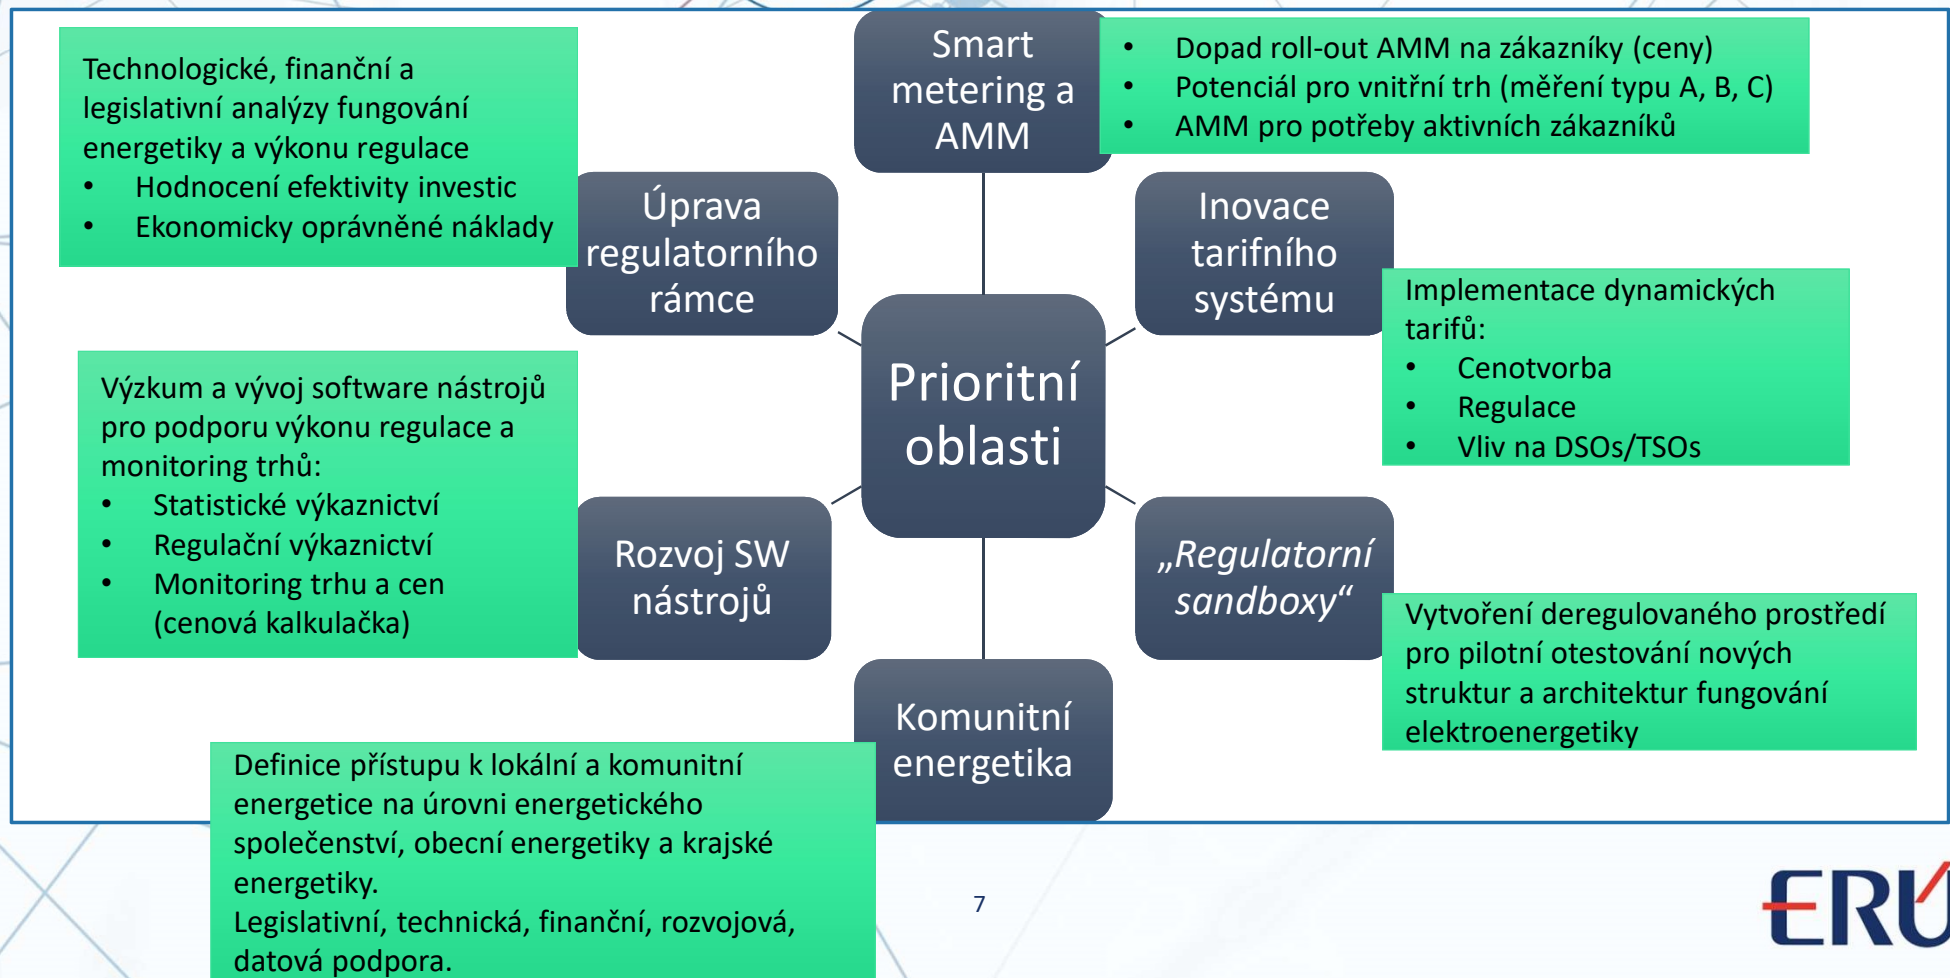 Technologické, finanční a
legislativní analýzy fungování
energetiky a výkonu regulace
• Hodnocení efektivity investic
• Ekonomicky oprávněné náklady
Smart
metering a
AMM
• Dopad roll-out AMM na zákazníky (ceny)
• Potenciál pro vnitřní trh (měření typu A, B, C)
• AMM pro potřeby aktivních zákazníků
Úprava
regulatorního
rámce
Inovace
tarifního
systému
Implementace dynamických
tarifů:
• Cenotvorba
• Regulace
• Vliv na DSOs/TSOs
Prioritní
oblasti
Výzkum a vývoj software nástrojů
pro podporu výkonu regulace a
monitoring trhů:
• Statistické výkaznictví
• Regulační výkaznictví
• Monitoring trhu a cen
(cenová kalkulačka)
Rozvoj SW
nástrojů
„Regulatorní
sandboxy“
Vytvoření deregulovaného prostředí
pro pilotní otestování nových
struktur a architektur fungování
elektroenergetiky
Komunitní
energetika
Definice přístupu k lokální a komunitní
energetice na úrovni energetického
společenství, obecní energetiky a krajské
energetiky.
Legislativní, technická, finanční, rozvojová,
datová podpora.
7
ERÚ